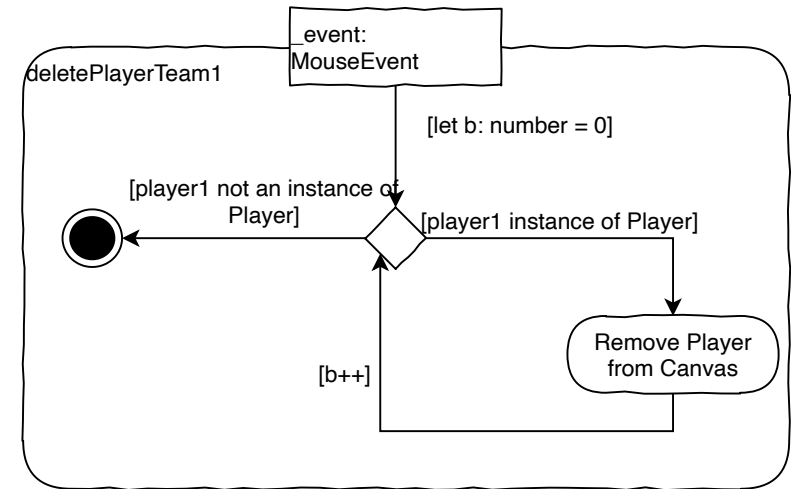 _event:
MouseEvent
deletePlayerTeam1
[let b: number = 0]
[player1 not an instance of
Player]
[player1 instance of Player]
Remove Player
from Canvas
[b++]